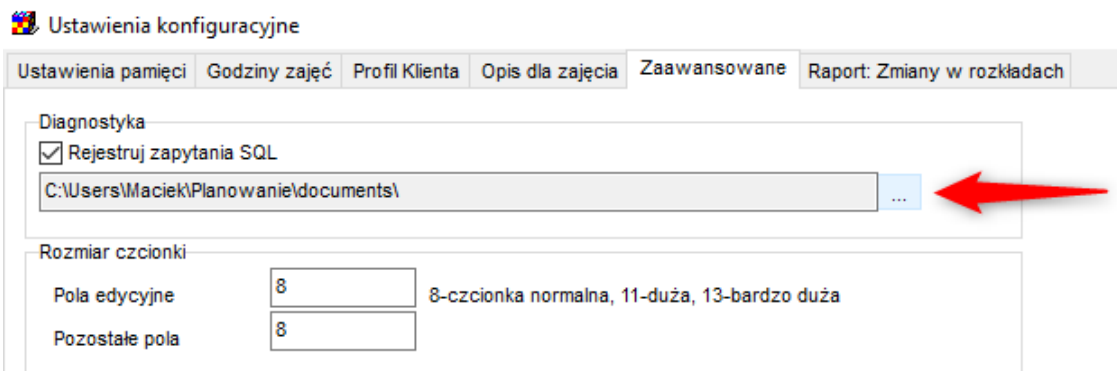 Ustawienia konfiguracyjne
Ustawienia pamięci Godziny zajęć Profil Klienta Opis dla zajęcia Zaawansowane Raport: Zmiany w rozkładach
Diagnostyka
Rejestruj zapytania SQL
C:\Users\Maciek\Planowanie\documents\ ...
Rozmiar czcionki
Pola edycyjne 8 8-czcionka normalna, 11-duża, 13-bardzo duża
Pozostałe pola 8